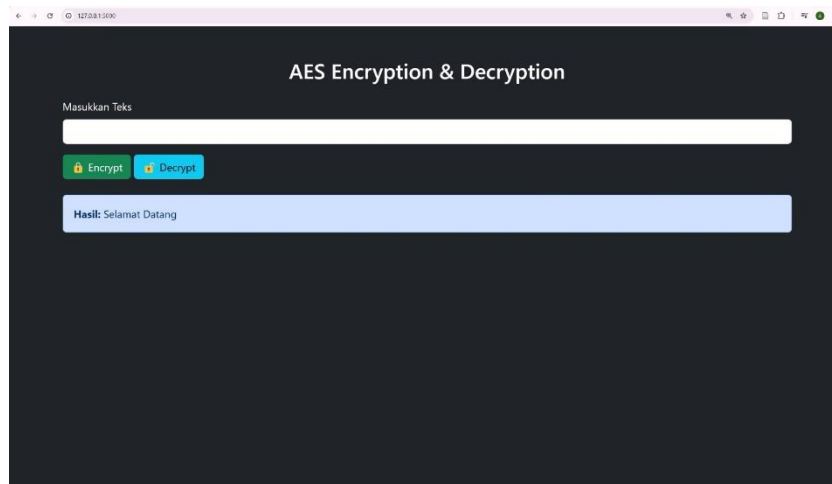 127.0.0.1:5000
AES Encryption & Decryption
Masukkan Teks
Encrypt Decrypt
Hasil: Selamat Datang